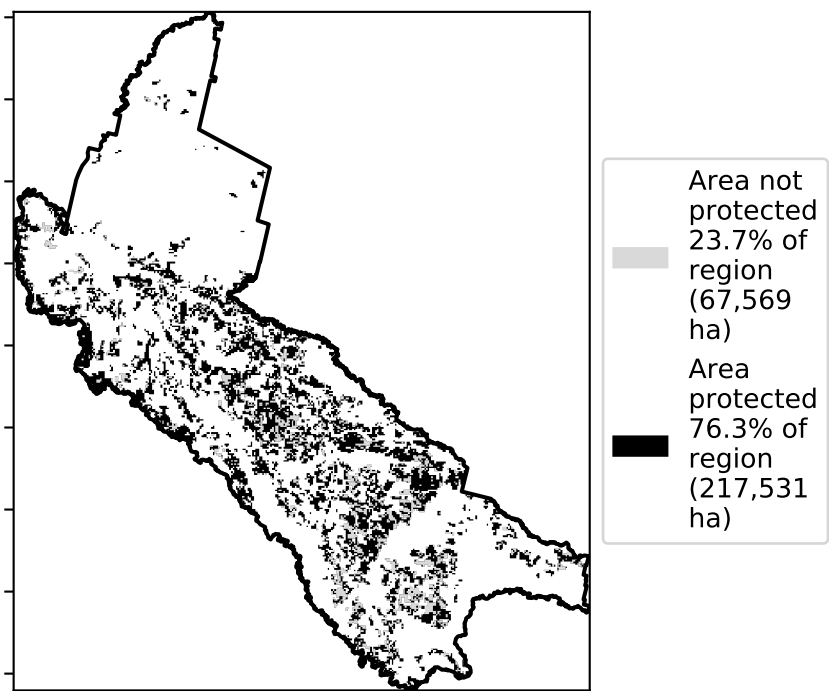 Area not
protected
23.7% of
region
(67,569
ha)
Area
protected
76.3% of
region
(217,531
ha)